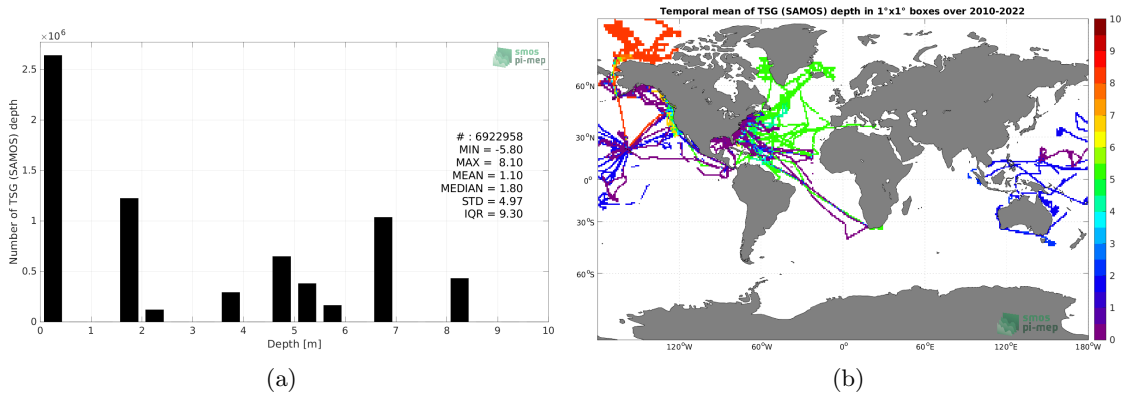 ×10⁶
2.5
2
1.5
1
0.5
0
Number of TSG (SAMOS) depth
0 1 2 3 4 5 6 7 8 9 10
Depth [m]
smos
pi-mep
# : 6922958
MIN = -5.80
MAX = 8.10
MEAN = 1.10
MEDIAN = 1.80
STD = 4.97
IQR = 9.30
(a)
Temporal mean of TSG (SAMOS) depth in 1°x1° boxes over 2010-2022
60°N
30°N
0°
30°S
60°S
120°W 60°W 0° 60°E 120°E 180°W
smos
pi-mep
10
9
8
7
6
5
4
3
2
1
0
(b)